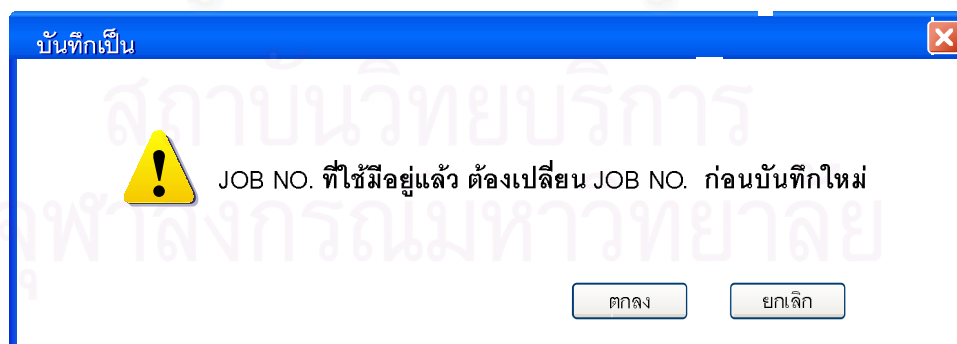 บันทึกเป็น
สถาบันวิทยบริการ
JOB NO. ที่ใช้มีอยู่แล้ว ต้องเปลี่ยน JOB NO. ก่อนบันทึกใหม่
จุฬาลงกรณ์มหาวิทยาลัย
ตกลง ยกเลิก